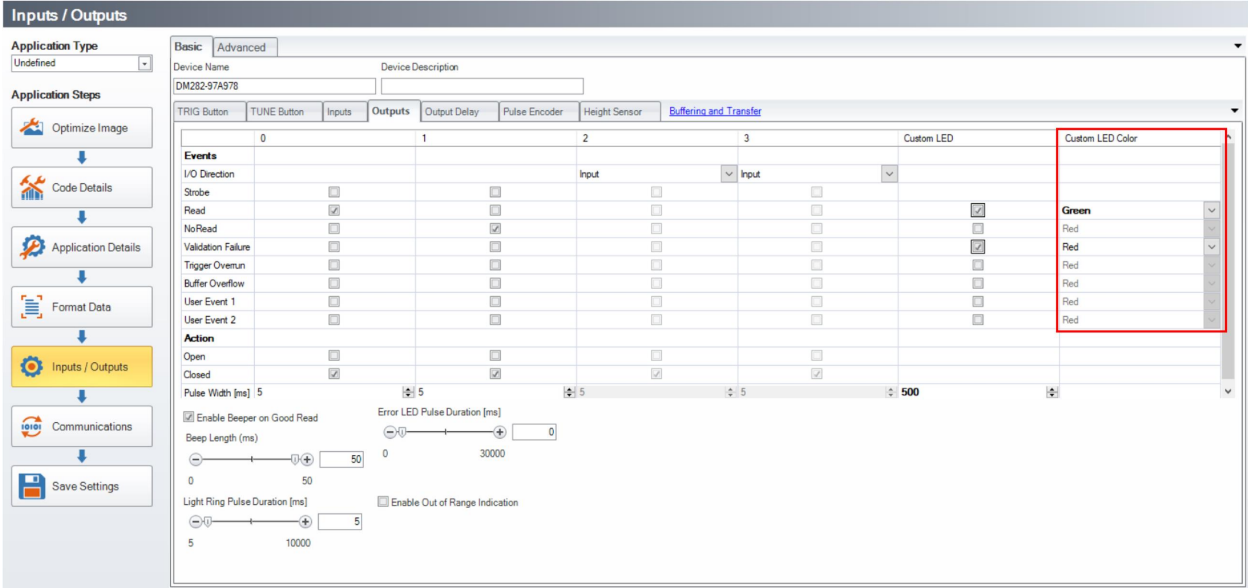 Inputs / Outputs
Application Type
Undefined
Application Steps
Optimize Image
Code Details
Application Details
Format Data
Inputs / Outputs
Communications
Save Settings
Basic Advanced
Device Name Device Description
DM282-97A978
TRIG Button TUNE Button Inputs Outputs Output Delay Pulse Encoder Height Sensor Buffering and Transfer
0 1 2 3 Custom LED Custom LED Color
Events
I/O Direction Input Input
Strobe
Read Green
NoRead Red
Validation Failure Red
Trigger Overrun Red
Buffer Overflow Red
User Event 1 Red
User Event 2 Red
Action
Open
Closed
Pulse Width [ms] 5 5 5 5 500
Enable Beeper on Good Read Error LED Pulse Duration [ms]
0
Beep Length (ms)
0 30000
50
0 50
Light Ring Pulse Duration [ms] Enable Out of Range Indication
5
5 10000